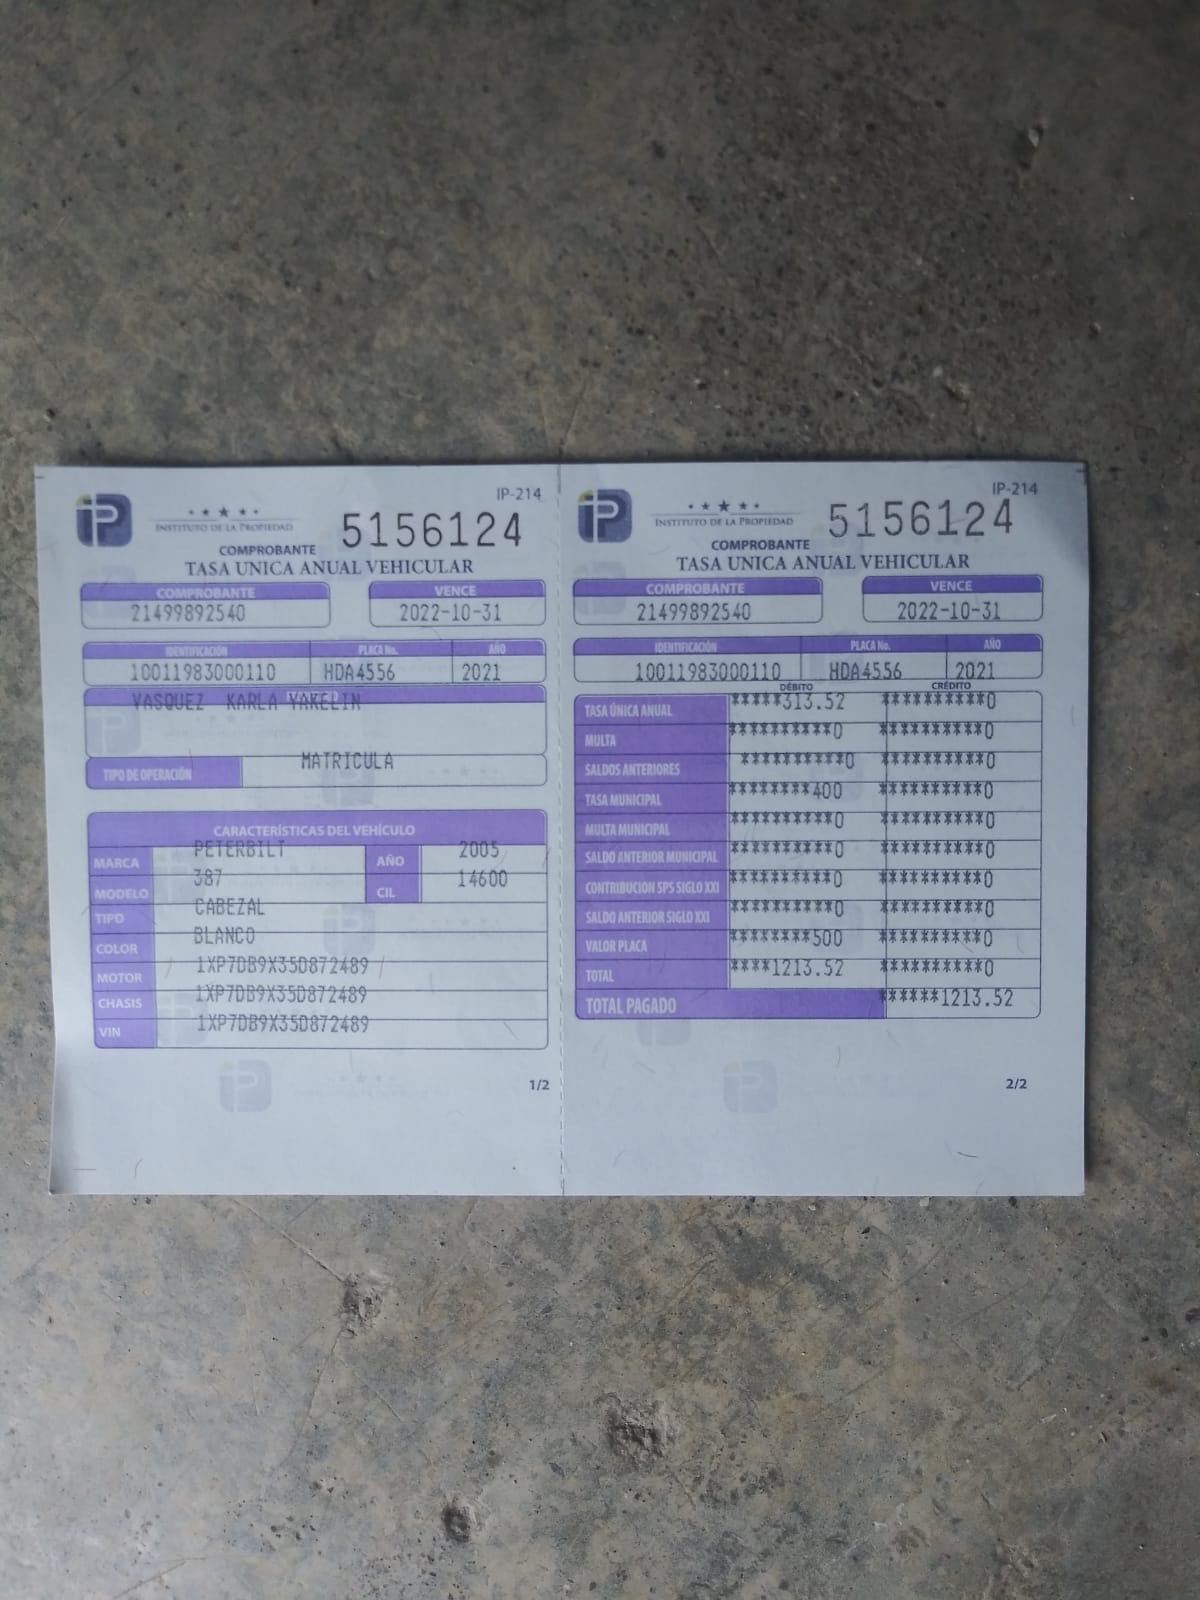 IP-214
iP
INSTITUTO DE LA PROPIEDAD
5156124
COMPROBANTE
TASA UNICA ANUAL VEHICULAR
COMPROBANTE VENCE
21499892540 2022-10-31
IDENTIFICACIÓN PLACA No. AÑO
10011983000110 HDA4556 2021
VASQUEZ KARLA YAKELIN
TIPO DE OPERACIÓN MATRICULA
CARACTERÍSTICAS DEL VEHÍCULO
MARCA PETERBILT AÑO 2005
MODELO 387 CIL 14600
TIPO CABEZAL
COLOR BLANCO
MOTOR 1XP7DB9X35D872489
CHASIS 1XP7DB9X35D872489
VIN 1XP7DB9X35D872489
1/2
IP-214
iP
INSTITUTO DE LA PROPIEDAD
5156124
COMPROBANTE
TASA UNICA ANUAL VEHICULAR
COMPROBANTE VENCE
21499892540 2022-10-31
IDENTIFICACIÓN PLACA No. AÑO
10011983000110 HDA4556 2021
DÉBITO CRÉDITO
TASA ÚNICA ANUAL *****313.52 **********0
MULTA **********0 **********0
SALDOS ANTERIORES **********0 **********0
TASA MUNICIPAL ********400 **********0
MULTA MUNICIPAL **********0 **********0
SALDO ANTERIOR MUNICIPAL **********0 **********0
CONTRIBUCION SPS SIGLO XXI **********0 **********0
SALDO ANTERIOR SIGLO XXI **********0 **********0
VALOR PLACA ********500 **********0
TOTAL ****1213.52 **********0
TOTAL PAGADO ******1213.52
2/2